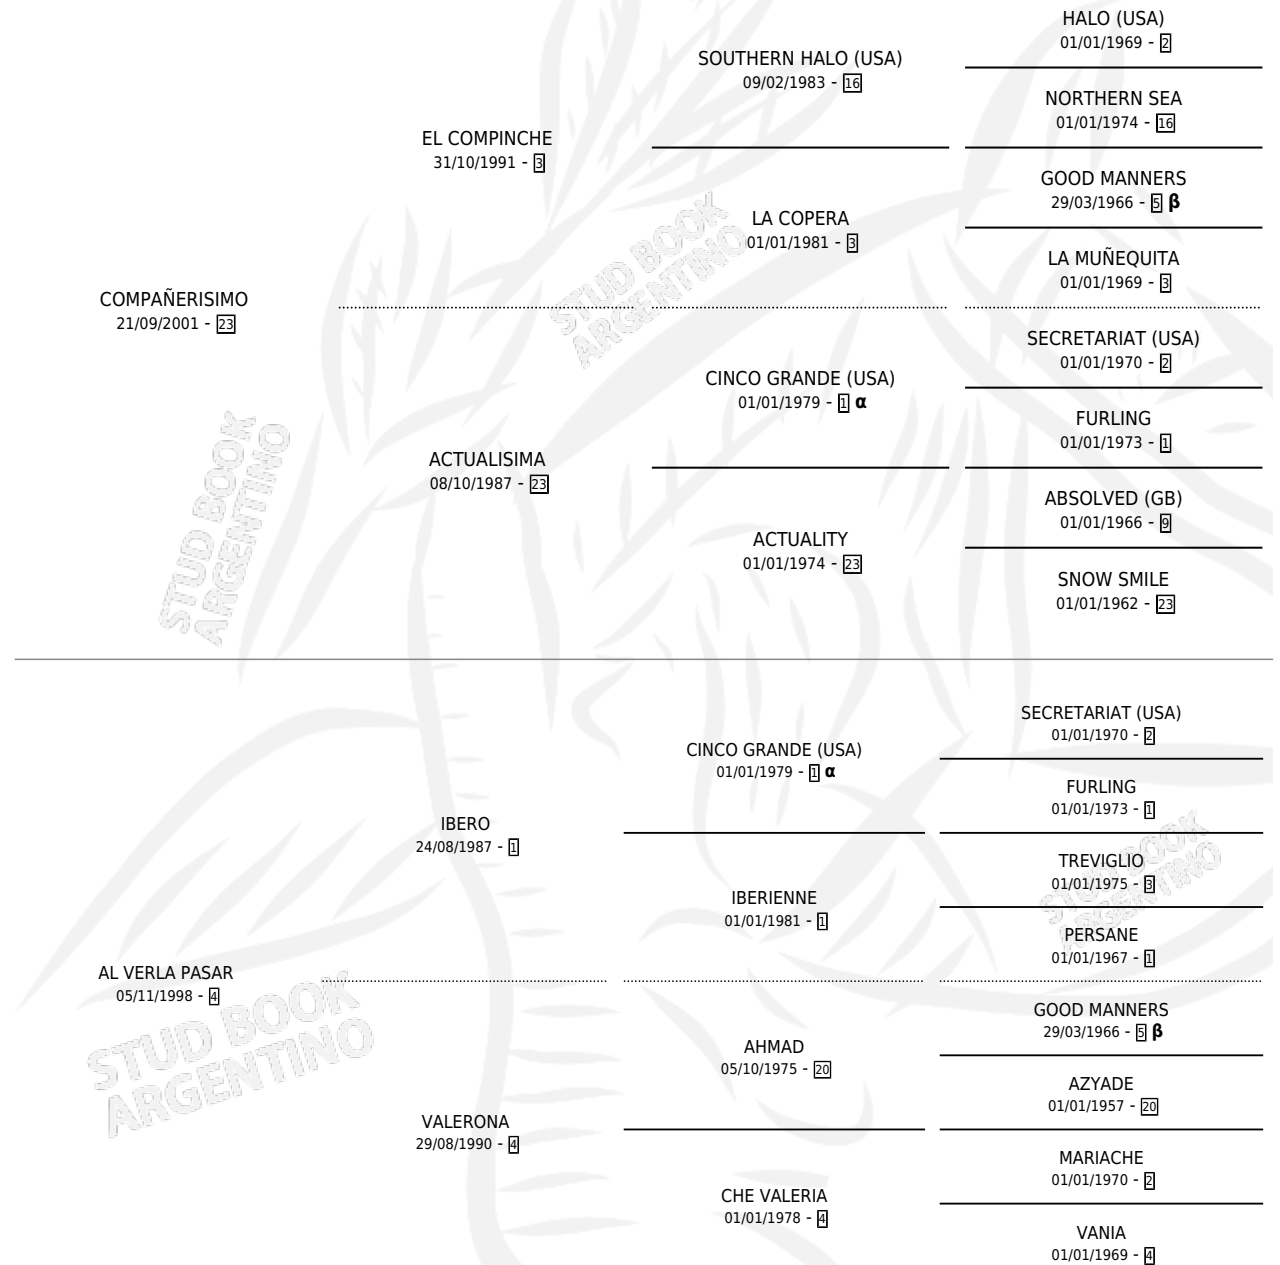 HALO (USA)
01/01/1969 - 2
SOUTHERN HALO (USA)
09/02/1983 - 16
NORTHERN SEA
01/01/1974 - 16
EL COMPINCHE
31/10/1991 - 3
GOOD MANNERS
29/03/1966 - 5 β
LA COPERA
01/01/1981 - 3
LA MUÑEQUITA
01/01/1969 - 3
COMPAÑERISIMO
21/09/2001 - 23
STUD BOOK
ARGENTINO
SECRETARIAT (USA)
01/01/1970 - 2
CINCO GRANDE (USA)
01/01/1979 - 1 α
FURLING
01/01/1973 - 1
ACTUALISIMA
08/10/1987 - 23
ABSOLVED (GB)
01/01/1966 - 9
ACTUALITY
01/01/1974 - 23
SNOW SMILE
01/01/1962 - 23
STUD BOOK
ARGENTINO
SECRETARIAT (USA)
01/01/1970 - 2
CINCO GRANDE (USA)
01/01/1979 - 1 α
FURLING
01/01/1973 - 1
IBERO
24/08/1987 - 1
TREVIGLIO
01/01/1975 - 3
IBERIENNE
01/01/1981 - 1
PERSANE
01/01/1967 - 1
STUD BOOK
ARGENTINO
AL VERLA PASAR
05/11/1998 - 4
GOOD MANNERS
29/03/1966 - 5 β
AHMAD
05/10/1975 - 20
AZYADE
01/01/1957 - 20
STUD BOOK
ARGENTINO
VALERONA
29/08/1990 - 4
MARIACHE
01/01/1970 - 2
CHE VALERIA
01/01/1978 - 4
VANIA
01/01/1969 - 4